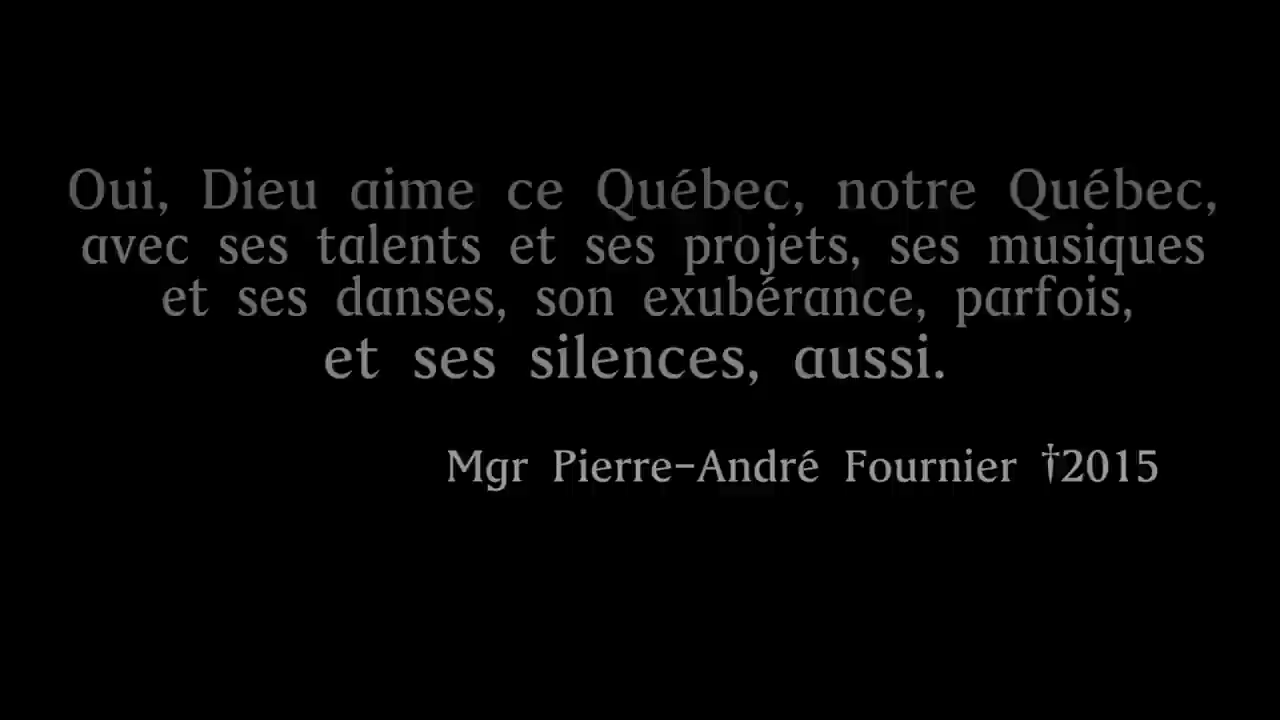 Oui, Dieu aime ce Québec, notre Québec,
avec ses talents et ses projets, ses musiques
et ses danses, son exubérance, parfois,
et ses silences, aussi.
Mgr Pierre-André Fournier †2015